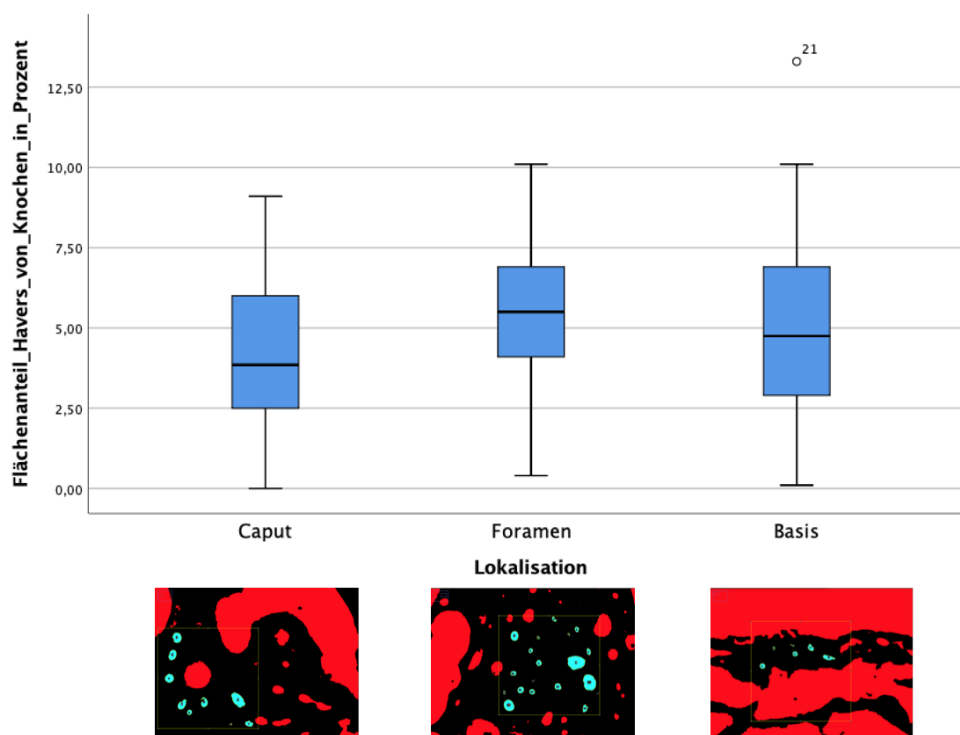 Flächenanteil_Havers_von_Knochen_in_Prozent
21
12,50
10,00
7,50
5,00
2,50
0,00
Caput Foramen Basis
Lokalisation